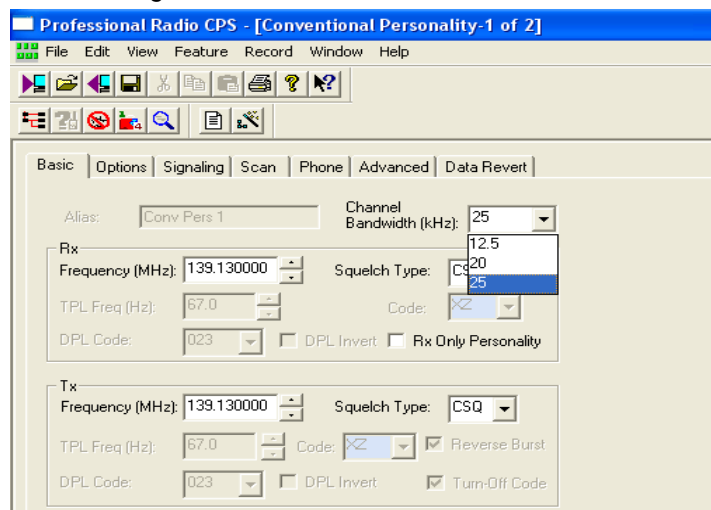 Professional Radio CPS - [Conventional Personality-1 of 2]
File Edit View Feature Record Window Help
Basic Options Signaling Scan Phone Advanced Data Revert
Alias: Conv Pers 1 Channel Bandwidth (kHz): 25
12.5
20
25
Rx
Frequency (MHz): 139.130000 Squelch Type:
TPL Freq (Hz): 67.0 Code: XZ
DPL Code: 023 DPL Invert Rx Only Personality
Tx
Frequency (MHz): 139.130000 Squelch Type: CSQ
TPL Freq (Hz): 67.0 Code: XZ Reverse Burst
DPL Code: 023 DPL Invert Turn-Off Code